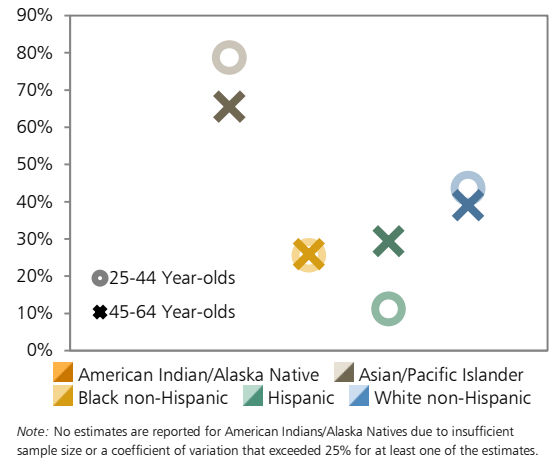 90%
80%
70%
60%
50%
40%
30%
20%
10%
0%
25-44 Year-olds
45-64 Year-olds
American Indian/Alaska Native Asian/Pacific Islander
Black non-Hispanic Hispanic White non-Hispanic
Note: No estimates are reported for American Indians/Alaska Natives due to insufficient
sample size or a coefficient of variation that exceeded 25% for at least one of the estimates.